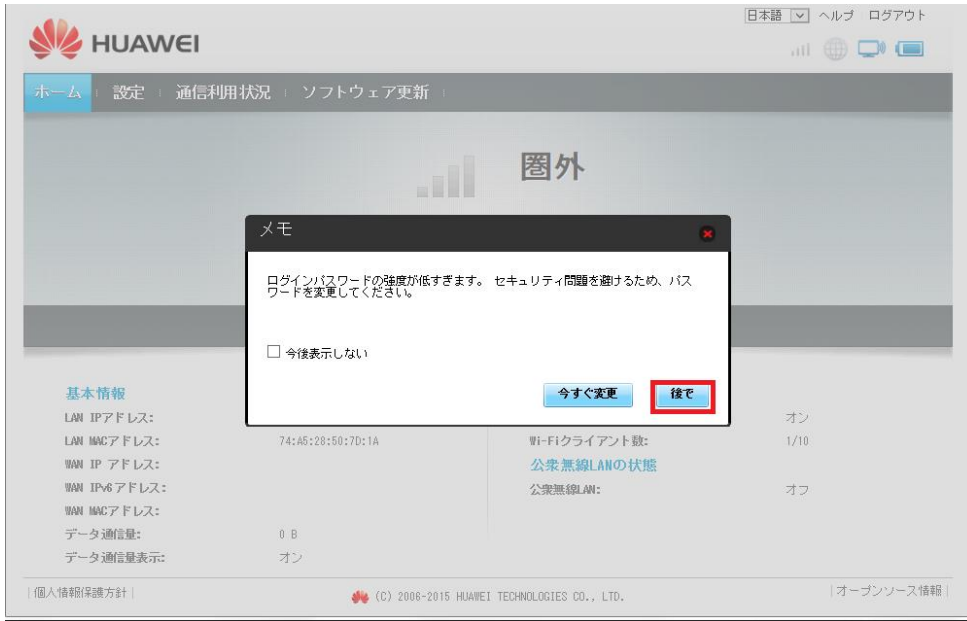 日本語 ヘルプ ログアウト
HUAWEI
ホーム 設定 通信利用状況 ソフトウェア更新
圏外
メモ
ログインパスワードの強度が低すぎます。 セキュリティ問題を避けるため、パス
ワードを変更してください。
今後表示しない
今すぐ変更 後で
基本情報
LAN IPアドレス:
オン
LAN MACアドレス: 74:A5:28:50:7D:1A
Wi-Fiクライアント数: 1/10
WAN IP アドレス:
公衆無線LANの状態
WAN IPv6アドレス:
公衆無線LAN: オフ
WAN MACアドレス:
データ通信量: 0 B
データ通信量表示: オン
|個人情報保護方針|
(C) 2006-2015 HUAWEI TECHNOLOGIES CO., LTD.
|オープンソース情報|